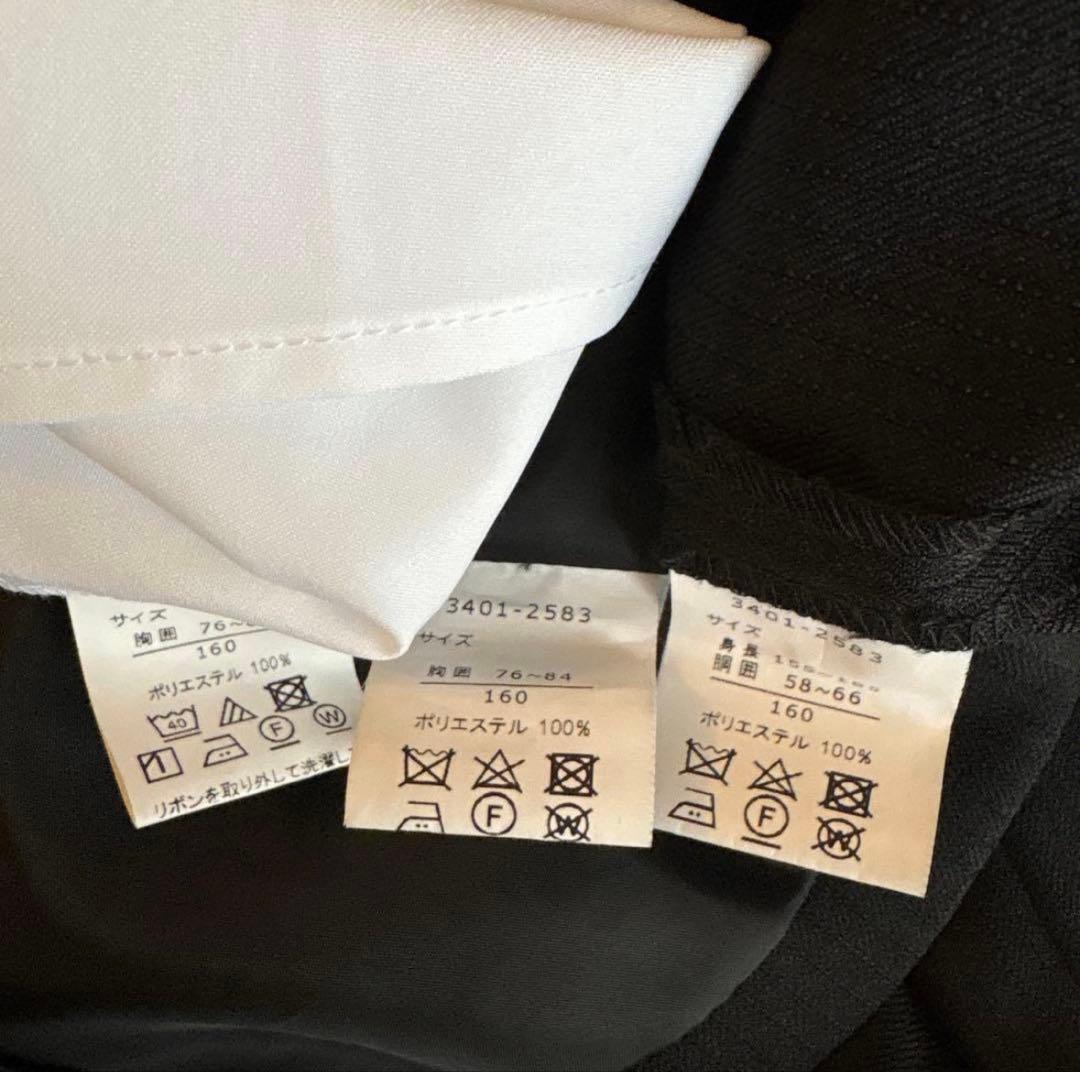 サイズ
胸囲 76~
160
ポリエステル 100%
40
F
W
リボンを取り外して洗濯し
3401-2583
サイズ
胸囲 76~84
160
ポリエステル 100%
F
W
3401-2583
サイズ
身長 155~165
胴囲 58~66
160
ポリエステル 100%
F
W